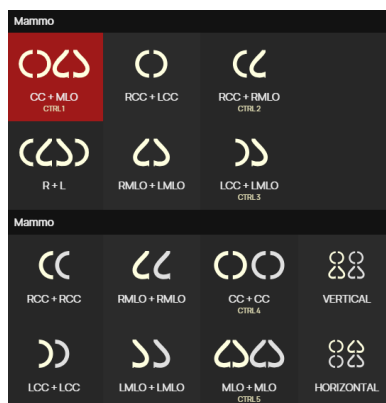 Mammo
CC + MLO
CTRL1
RCC + LCC
RCC + RMLO
CTRL2
R + L
RMLO + LMLO
LCC + LMLO
CTRL3
Mammo
RCC + RCC
RMLO + RMLO
CC + CC
CTRL4
VERTICAL
LCC + LCC
LMLO + LMLO
MLO + MLO
CTRL5
HORIZONTAL